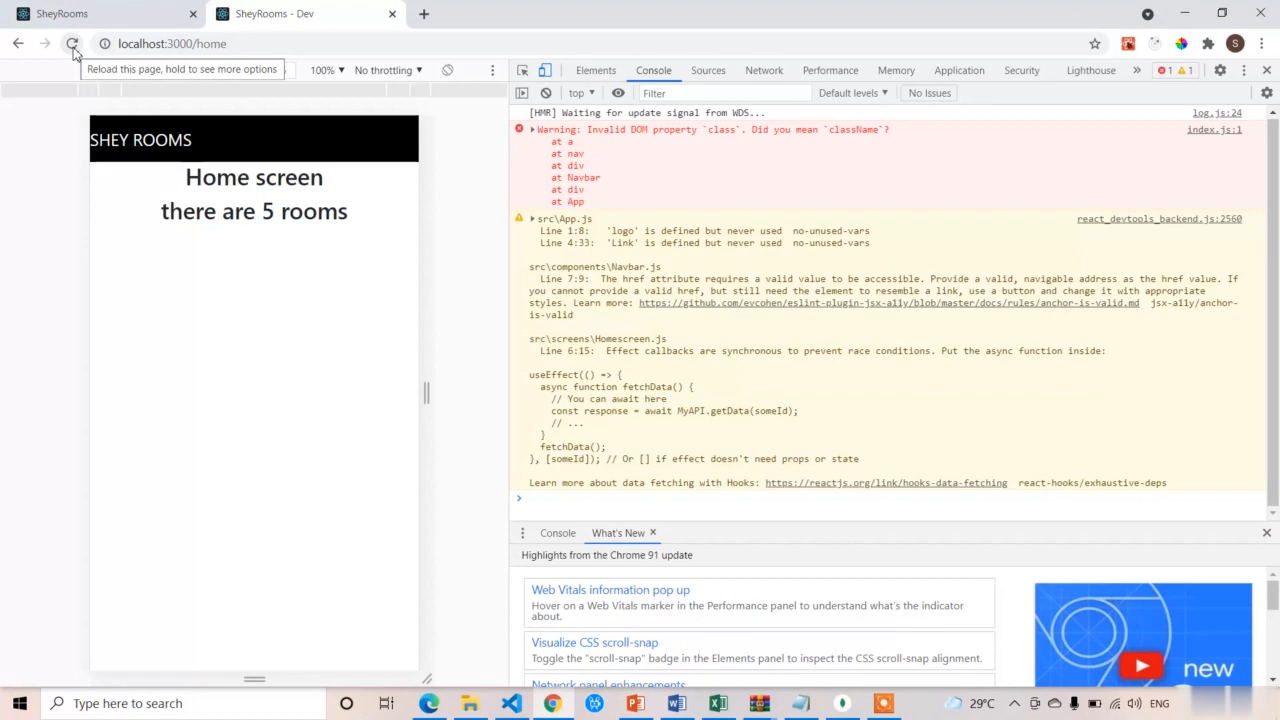 SheyRooms
SheyRooms - Dev
localhost:3000/home
S
Reload this page, hold to see more options
100%
No throttling
Elements
Console
Sources
Network
Performance
Memory
Application
Security
Lighthouse
1
1
top
Filter
Default levels
No Issues
SHEY ROOMS
Home screen
there are 5 rooms
[HMR] Waiting for update signal from WDS...
log.js:24
Warning: Invalid DOM property `class`. Did you mean `className`?
index.js:1
at a
at nav
at div
at Navbar
at div
at App
src\App.js
react_devtools_backend.js:2560
Line 1:8: 'logo' is defined but never used no-unused-vars
Line 4:33: 'Link' is defined but never used no-unused-vars
src\components\Navbar.js
Line 7:9: The href attribute requires a valid value to be accessible. Provide a valid, navigable address as the href value. If
you cannot provide a valid href, but still need the element to resemble a link, use a button and change it with appropriate
styles. Learn more: https://github.com/evcohen/eslint-plugin-jsx-a11y/blob/master/docs/rules/anchor-is-valid.md jsx-a11y/anchor-
is-valid
src\screens\Homescreen.js
Line 6:15: Effect callbacks are synchronous to prevent race conditions. Put the async function inside:
useEffect(() => {
async function fetchData() {
// You can await here
const response = await MyAPI.getData(someId);
// ...
}
fetchData();
}, [someId]); // Or [] if effect doesn't need props or state
Learn more about data fetching with Hooks: https://reactjs.org/link/hooks-data-fetching react-hooks/exhaustive-deps
Console
What's New
Highlights from the Chrome 91 update
Web Vitals information pop up
Hover on a Web Vitals marker in the Performance panel to understand what's the indicator
about.
Visualize CSS scroll-snap
Toggle the "scroll-snap" badge in the Elements panel to inspect the CSS scroll-snap alignment.
Network panel enhancements
new
Type here to search
29°C
ENG